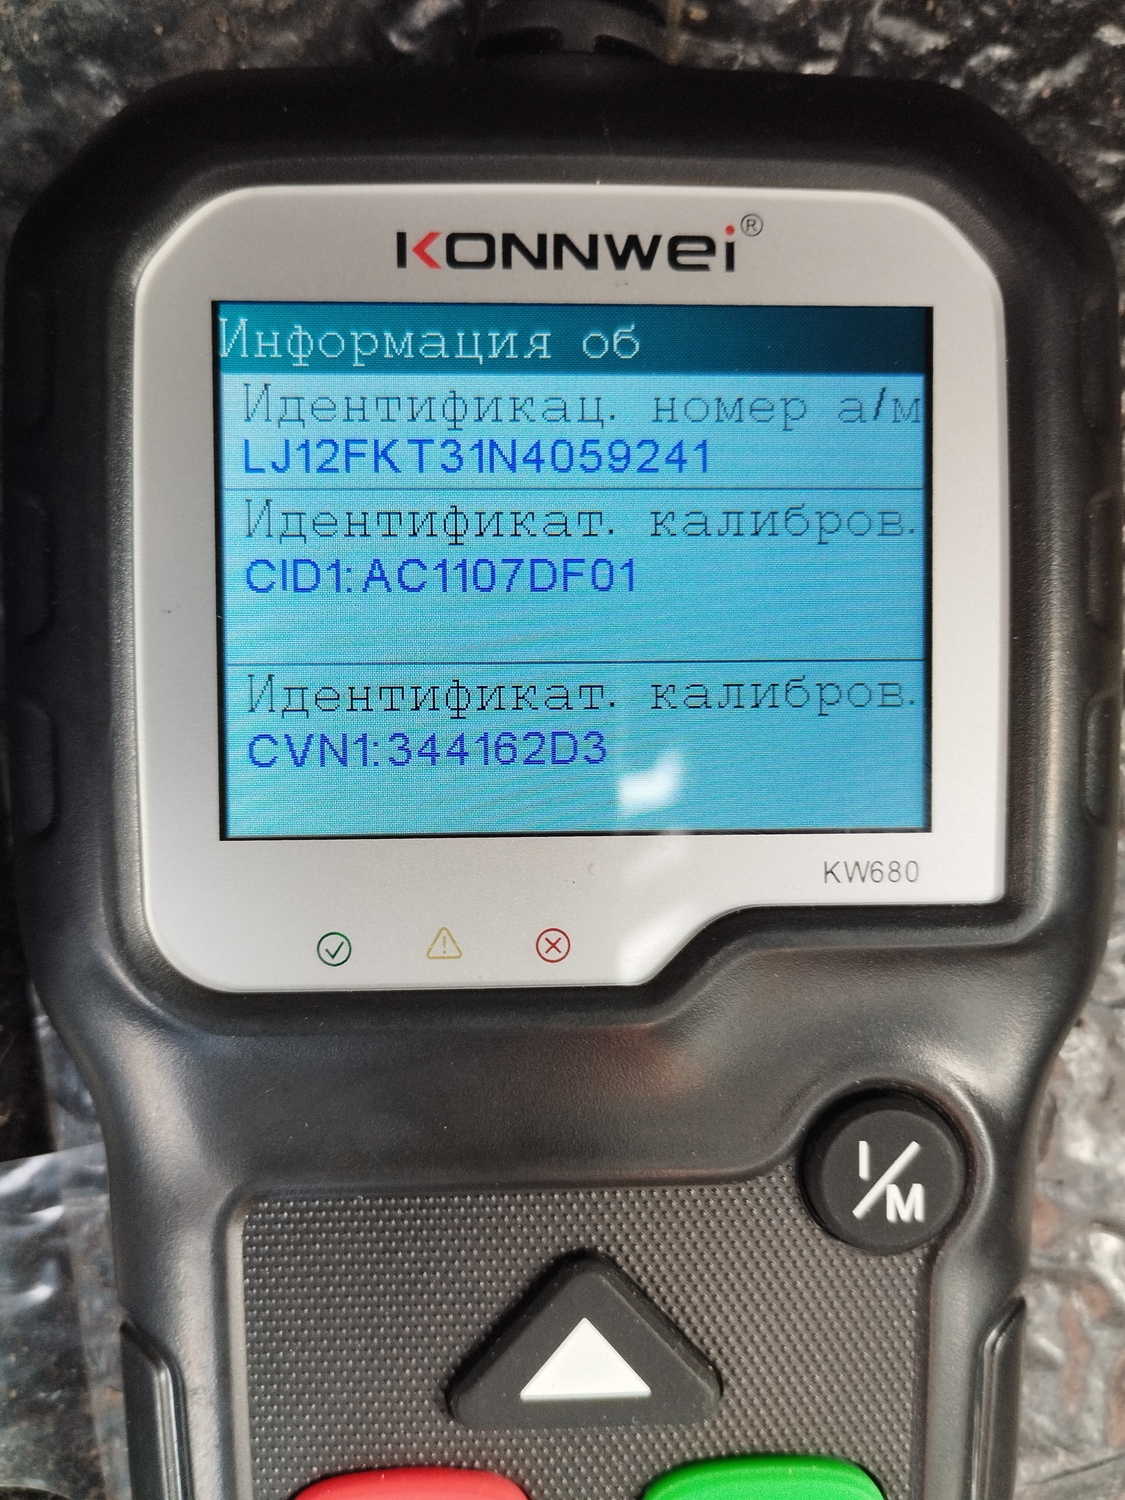 KONNWEI®
Информация об
Идентификац. номер а/м
LJ12FKT31N4059241
Идентификат. калибров.
CID1:AC1107DF01
Идентификат. калибров.
CVN1:344162D3
KW680
I/M